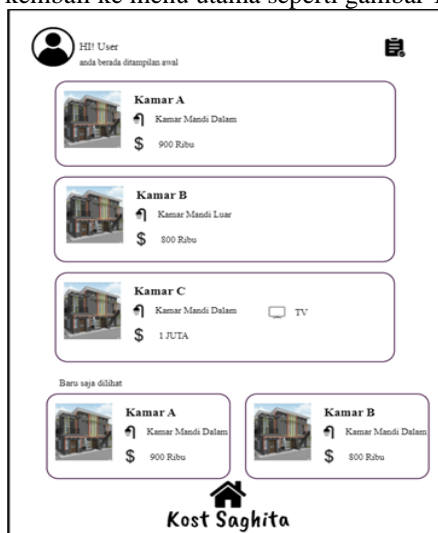 kembali ke menu utama seperti gambar
HI! User
anda berada ditampilan awal
Kamar A
Kamar Mandi Dalam
$ 900 Ribu
Kamar B
Kamar Mandi Luar
$ 800 Ribu
Kamar C
Kamar Mandi Dalam TV
$ 1 JUTA
Baru saja dilihat
Kamar A
Kamar Mandi Dalam
$ 900 Ribu
Kamar B
Kamar Mandi Dalam
$ 800 Ribu
Kost Saghita